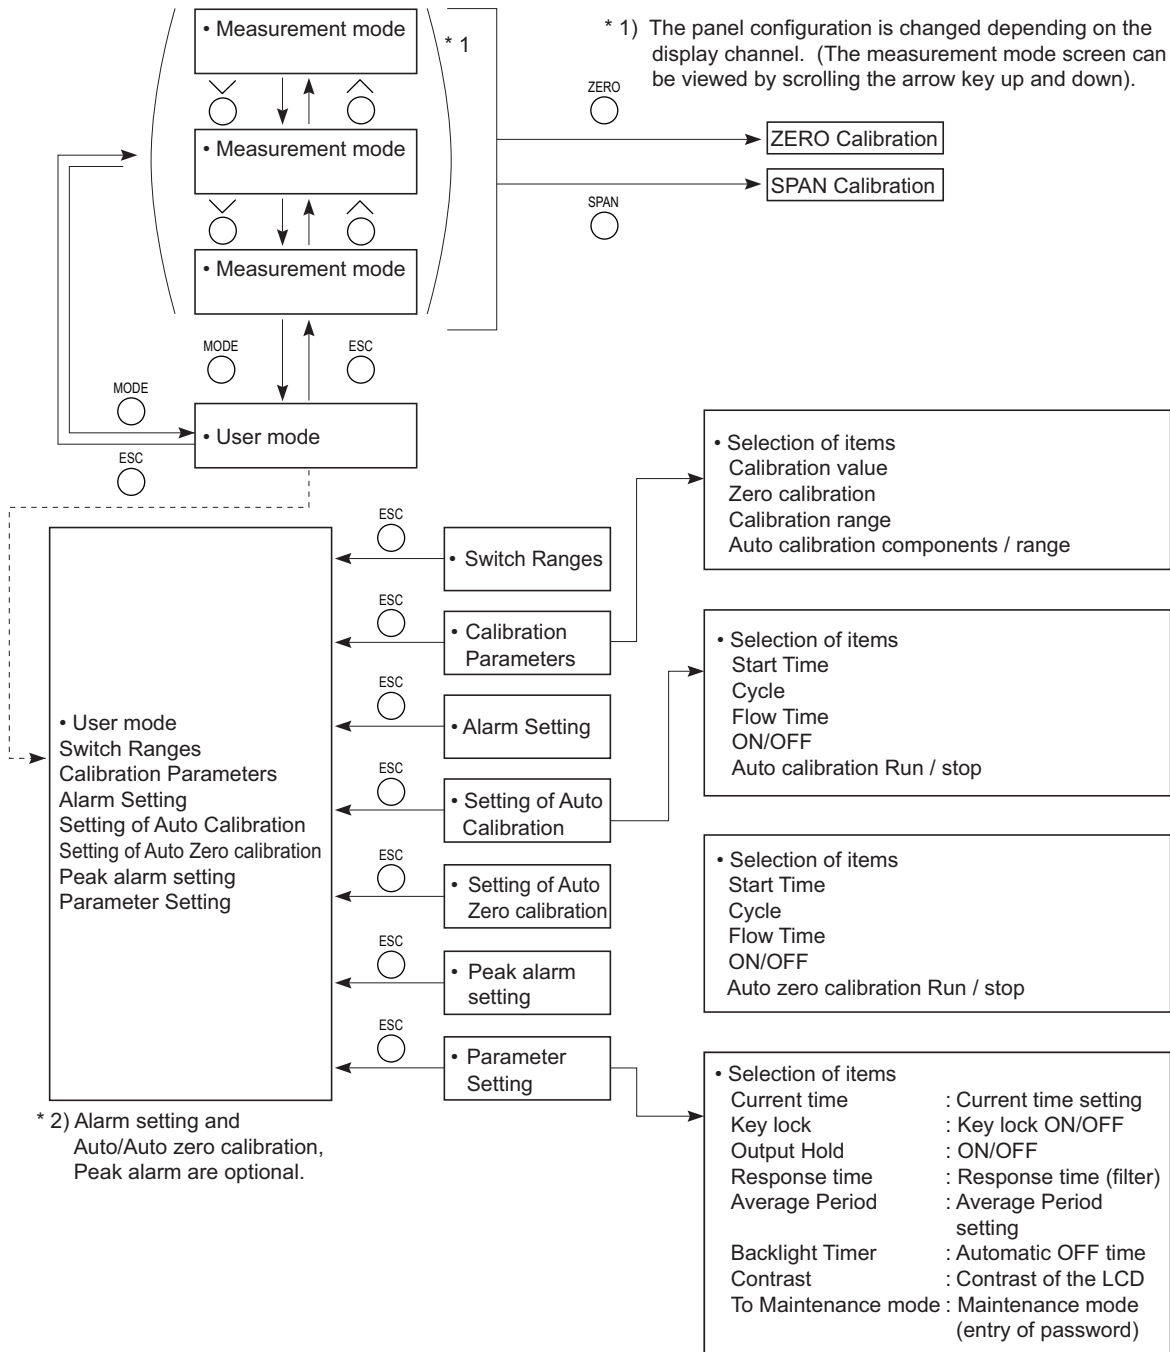 • Measurement mode
* 1
* 1) The panel configuration is changed depending on the
display channel. (The measurement mode screen can
be viewed by scrolling the arrow key up and down).
ZERO
• Measurement mode
ZERO Calibration
SPAN Calibration
SPAN
• Measurement mode
MODE
ESC
MODE
• User mode
ESC
• Selection of items
Calibration value
Zero calibration
Calibration range
Auto calibration components / range
ESC
• Switch Ranges
ESC
• Calibration
Parameters
ESC
• Alarm Setting
• Selection of items
Start Time
Cycle
Flow Time
ON/OFF
Auto calibration Run / stop
• User mode
Switch Ranges
Calibration Parameters
Alarm Setting
Setting of Auto Calibration
Setting of Auto Zero calibration
Peak alarm setting
Parameter Setting
ESC
• Setting of Auto
Calibration
ESC
• Setting of Auto
Zero calibration
• Selection of items
Start Time
Cycle
Flow Time
ON/OFF
Auto zero calibration Run / stop
ESC
• Peak alarm
setting
ESC
• Parameter
Setting
* 2) Alarm setting and
Auto/Auto zero calibration,
Peak alarm are optional.
• Selection of items
Current time : Current time setting
Key lock : Key lock ON/OFF
Output Hold : ON/OFF
Response time : Response time (filter)
Average Period : Average Period
setting
Backlight Timer : Automatic OFF time
Contrast : Contrast of the LCD
To Maintenance mode : Maintenance mode
(entry of password)